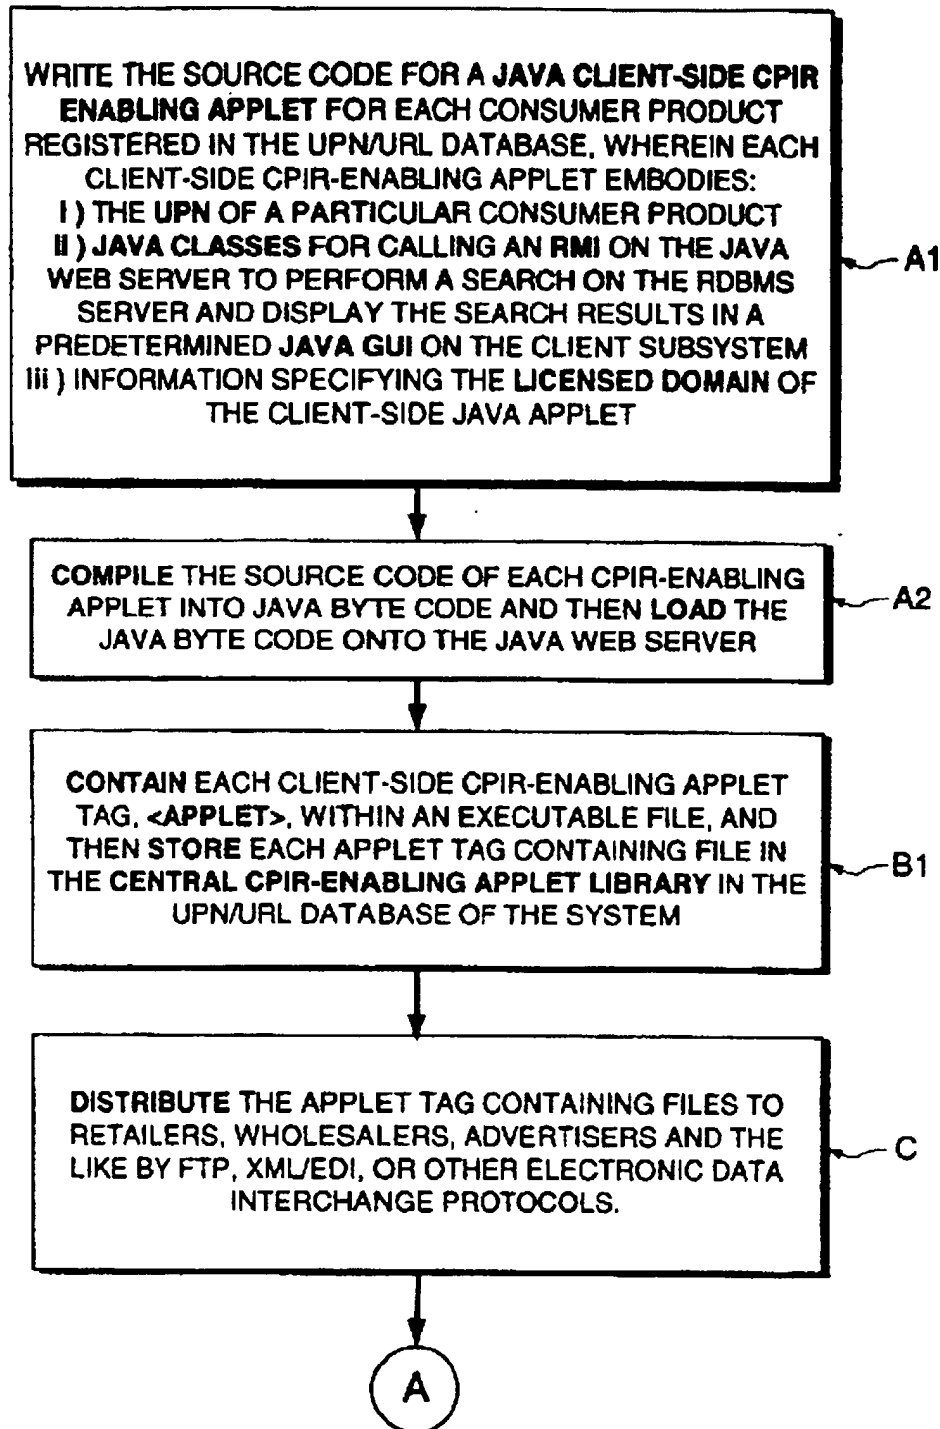 WRITE THE SOURCE CODE FOR A JAVA CLIENT-SIDE CPIR
ENABLING APPLET FOR EACH CONSUMER PRODUCT
REGISTERED IN THE UPN/URL DATABASE, WHEREIN EACH
CLIENT-SIDE CPIR-ENABLING APPLET EMBODIES:
I ) THE UPN OF A PARTICULAR CONSUMER PRODUCT
II ) JAVA CLASSES FOR CALLING AN RMI ON THE JAVA
WEB SERVER TO PERFORM A SEARCH ON THE RDBMS
SERVER AND DISPLAY THE SEARCH RESULTS IN A
PREDETERMINED JAVA GUI ON THE CLIENT SUBSYSTEM
III ) INFORMATION SPECIFYING THE LICENSED DOMAIN OF
THE CLIENT-SIDE JAVA APPLET
A1
COMPILE THE SOURCE CODE OF EACH CPIR-ENABLING
APPLET INTO JAVA BYTE CODE AND THEN LOAD THE
JAVA BYTE CODE ONTO THE JAVA WEB SERVER
A2
CONTAIN EACH CLIENT-SIDE CPIR-ENABLING APPLET
TAG, <APPLET>, WITHIN AN EXECUTABLE FILE, AND
THEN STORE EACH APPLET TAG CONTAINING FILE IN
THE CENTRAL CPIR-ENABLING APPLET LIBRARY IN THE
UPN/URL DATABASE OF THE SYSTEM
B1
DISTRIBUTE THE APPLET TAG CONTAINING FILES TO
RETAILERS, WHOLESALERS, ADVERTISERS AND THE
LIKE BY FTP, XML/EDI, OR OTHER ELECTRONIC DATA
INTERCHANGE PROTOCOLS.
C
A